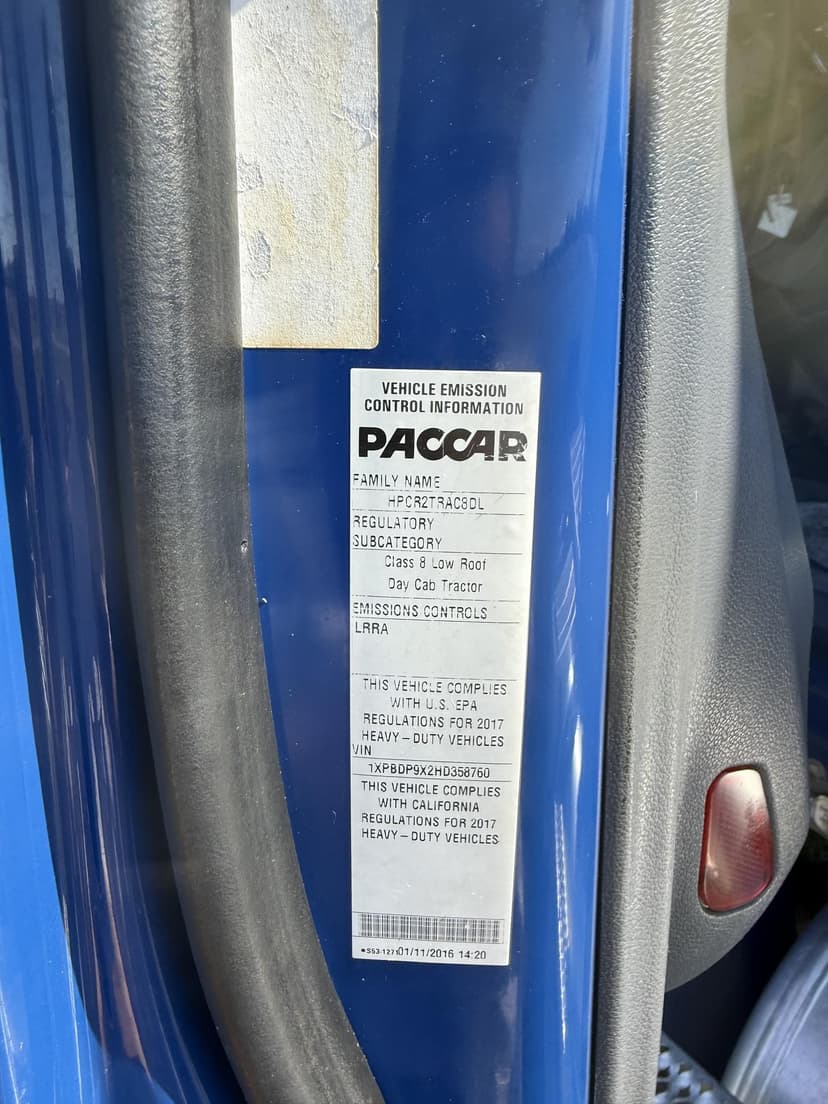 VEHICLE EMISSION
CONTROL INFORMATION
PACCAR
FAMILY NAME
HPCR2TRAC8DL
REGULATORY
SUBCATEGORY
Class 8 Low Roof
Day Cab Tractor
EMISSIONS CONTROLS
LRRA
THIS VEHICLE COMPLIES
WITH U.S. EPA
REGULATIONS FOR 2017
HEAVY-DUTY VEHICLES
VIN
1XPBDP9X2HD358760
THIS VEHICLE COMPLIES
WITH CALIFORNIA
REGULATIONS FOR 2017
HEAVY-DUTY VEHICLES
01/11/2016 14:20